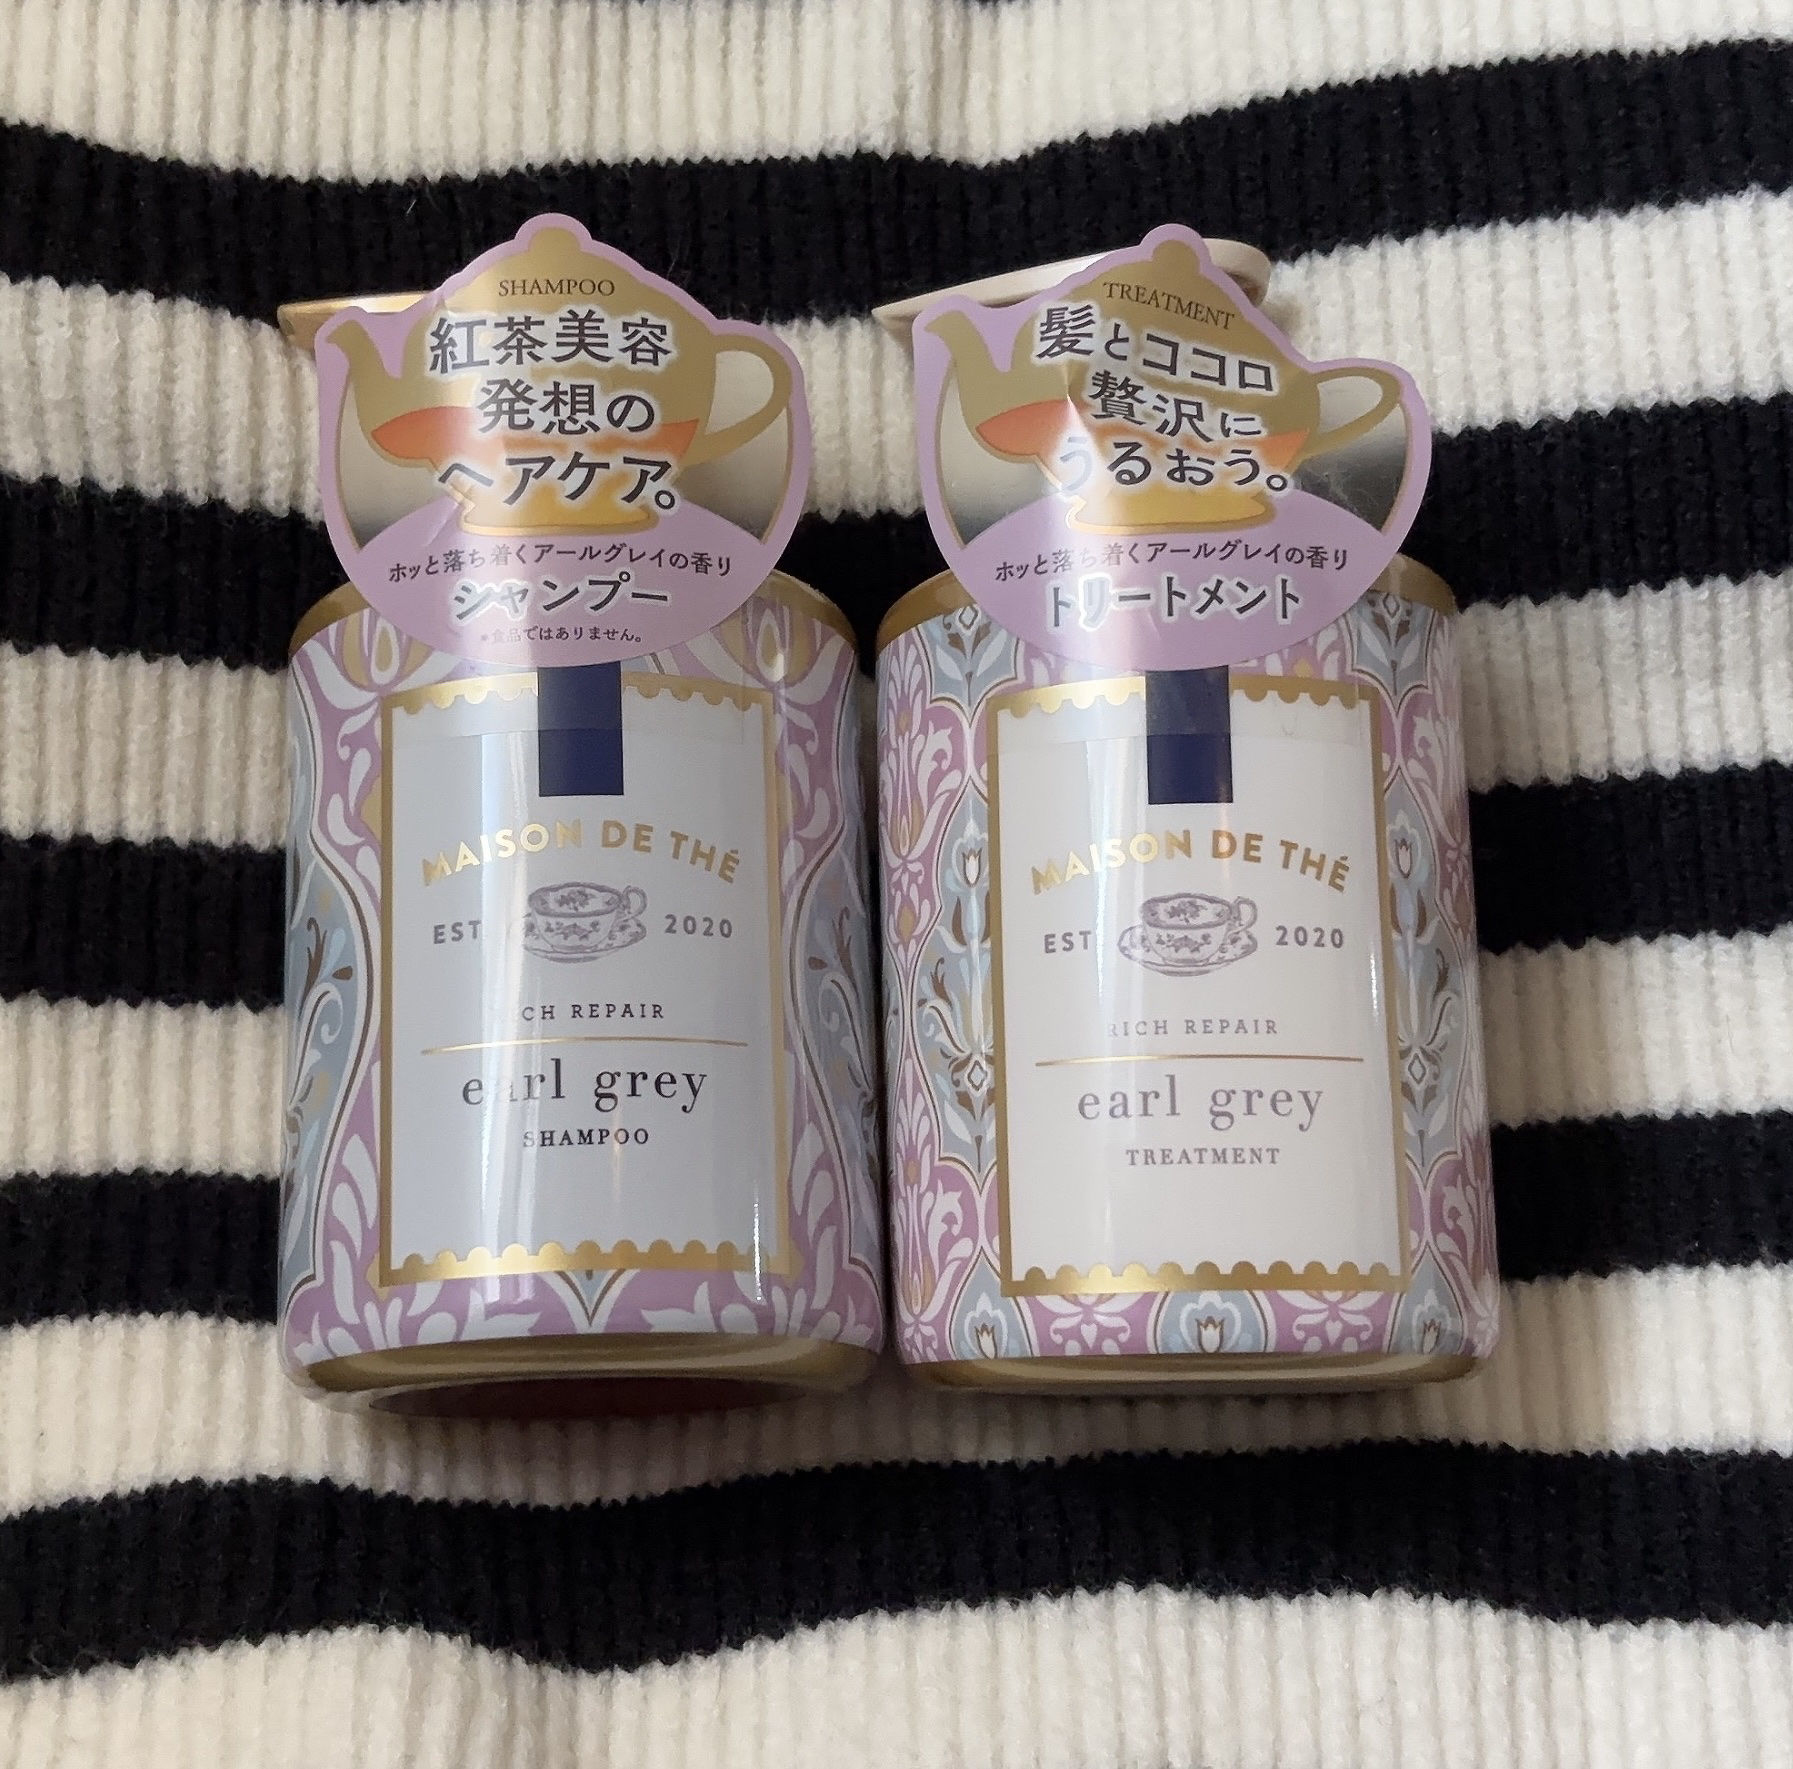 SHAMPOO
紅茶美容
発想の
ヘアケア。
ホッと落ち着くアールグレイの香り
シャンプー
*食品ではありません。
MAISON DE THÉ
EST 2020
RICH REPAIR
earl grey
SHAMPOO
TREATMENT
髪とココロ
贅沢に
うるおう。
ホッと落ち着くアールグレイの香り
トリートメント
MAISON DE THÉ
EST 2020
RICH REPAIR
earl grey
TREATMENT